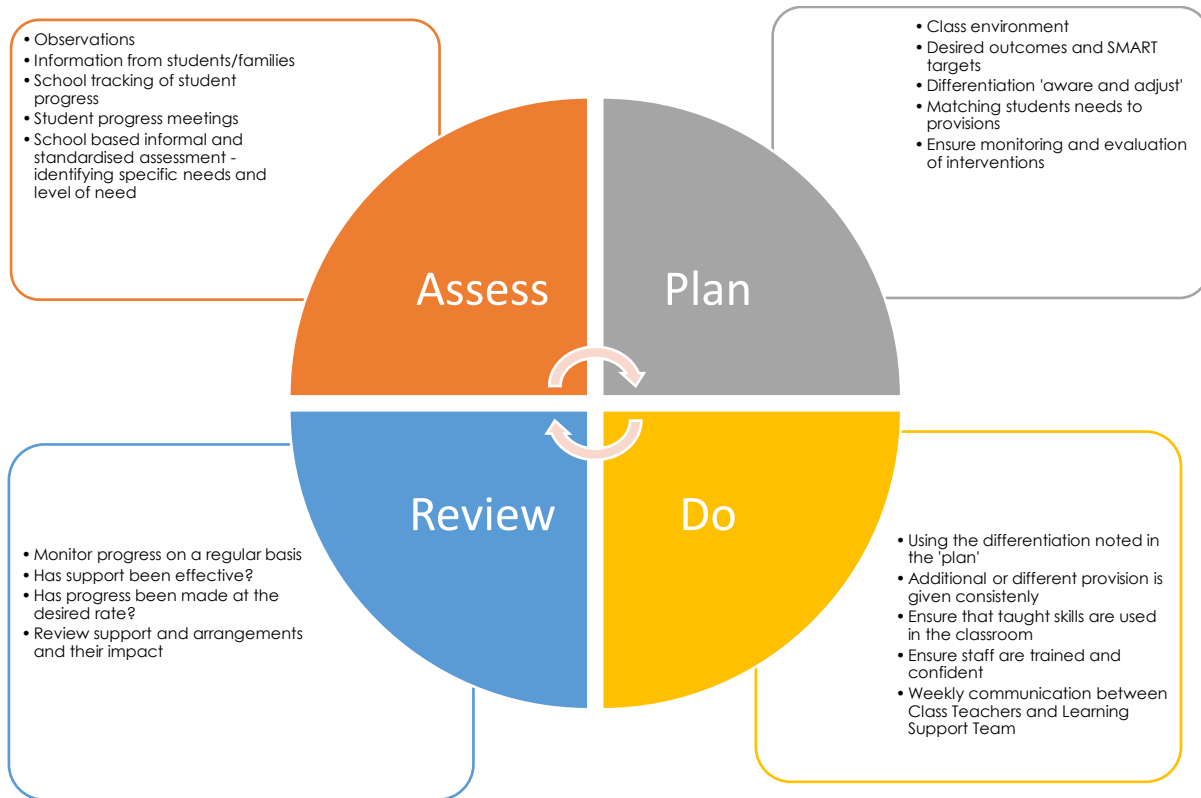 • Observations
• Information from students/families
• School tracking of student
progress
• Student progress meetings
• School based informal and
standardised assessment -
identifying specific needs and
level of need
• Class environment
• Desired outcomes and SMART
targets
• Differentiation 'aware and adjust'
• Matching students needs to
provisions
• Ensure monitoring and evaluation
of interventions
Assess
Plan
Review
Do
• Monitor progress on a regular basis
• Has support been effective?
• Has progress been made at the
desired rate?
• Review support and arrangements
and their impact
• Using the differentiation noted in
the 'plan'
• Additional or different provision is
given consistenly
• Ensure that taught skills are used
in the classroom
• Ensure staff are trained and
confident
• Weekly communication between
Class Teachers and Learning
Support Team